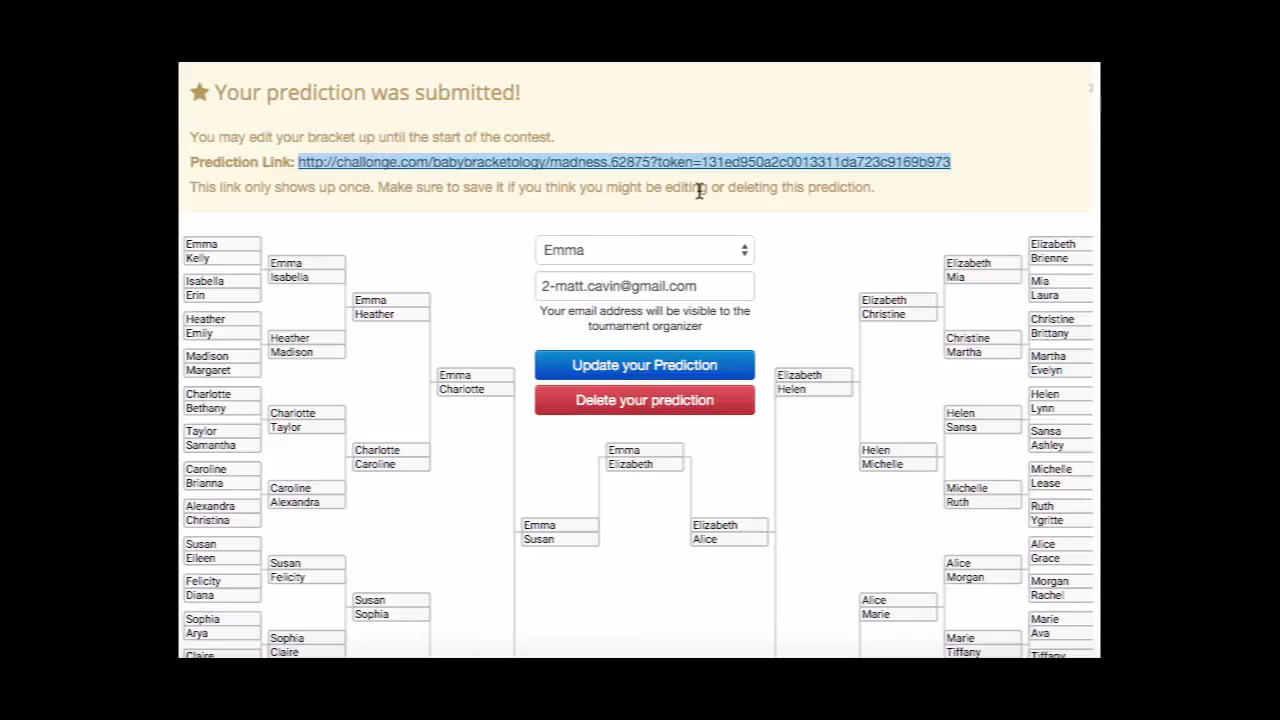 Your prediction was submitted!
You may edit your bracket up until the start of the contest.
Prediction Link: http://challonge.com/babybracketology/madness.62875?token=131ed950a2c0013311da723c9169b973
This link only shows up once. Make sure to save it if you think you might be editing or deleting this prediction.
Emma
2-matt.cavin@gmail.com
Your email address will be visible to the
tournament organizer
Update your Prediction
Delete your prediction
Emma
Kelly
Isabella
Erin
Heather
Emily
Madison
Margaret
Charlotte
Bethany
Taylor
Samantha
Caroline
Brianna
Alexandra
Christina
Susan
Eileen
Felicity
Diana
Sophia
Arya
Claire
Emma
Isabella
Heather
Madison
Charlotte
Taylor
Caroline
Alexandra
Susan
Felicity
Sophia
Claire
Emma
Heather
Charlotte
Caroline
Susan
Sophia
Emma
Charlotte
Emma
Susan
Emma
Elizabeth
Elizabeth
Alice
Elizabeth
Helen
Elizabeth
Christine
Helen
Michelle
Alice
Marie
Elizabeth
Mia
Christine
Martha
Helen
Sansa
Michelle
Ruth
Alice
Morgan
Marie
Tiffany
Elizabeth
Brienne
Mia
Laura
Christine
Brittany
Martha
Evelyn
Helen
Lynn
Sansa
Ashley
Michelle
Lease
Ruth
Ygritte
Alice
Grace
Morgan
Rachel
Marie
Ava
Tiffany